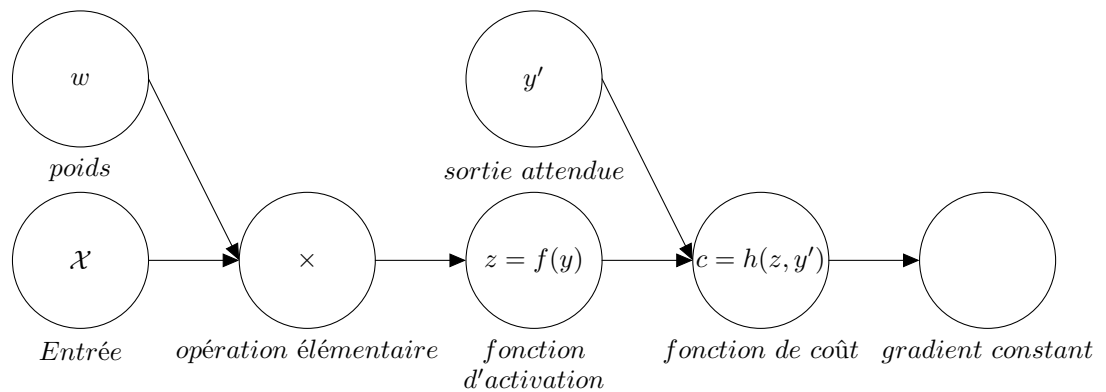 w
y′
poids
sortie attendue
𝒳
×
z = f(y)
c = h(z, y′)
Entrée
opération élémentaire
fonction
d'activation
fonction de coût
gradient constant